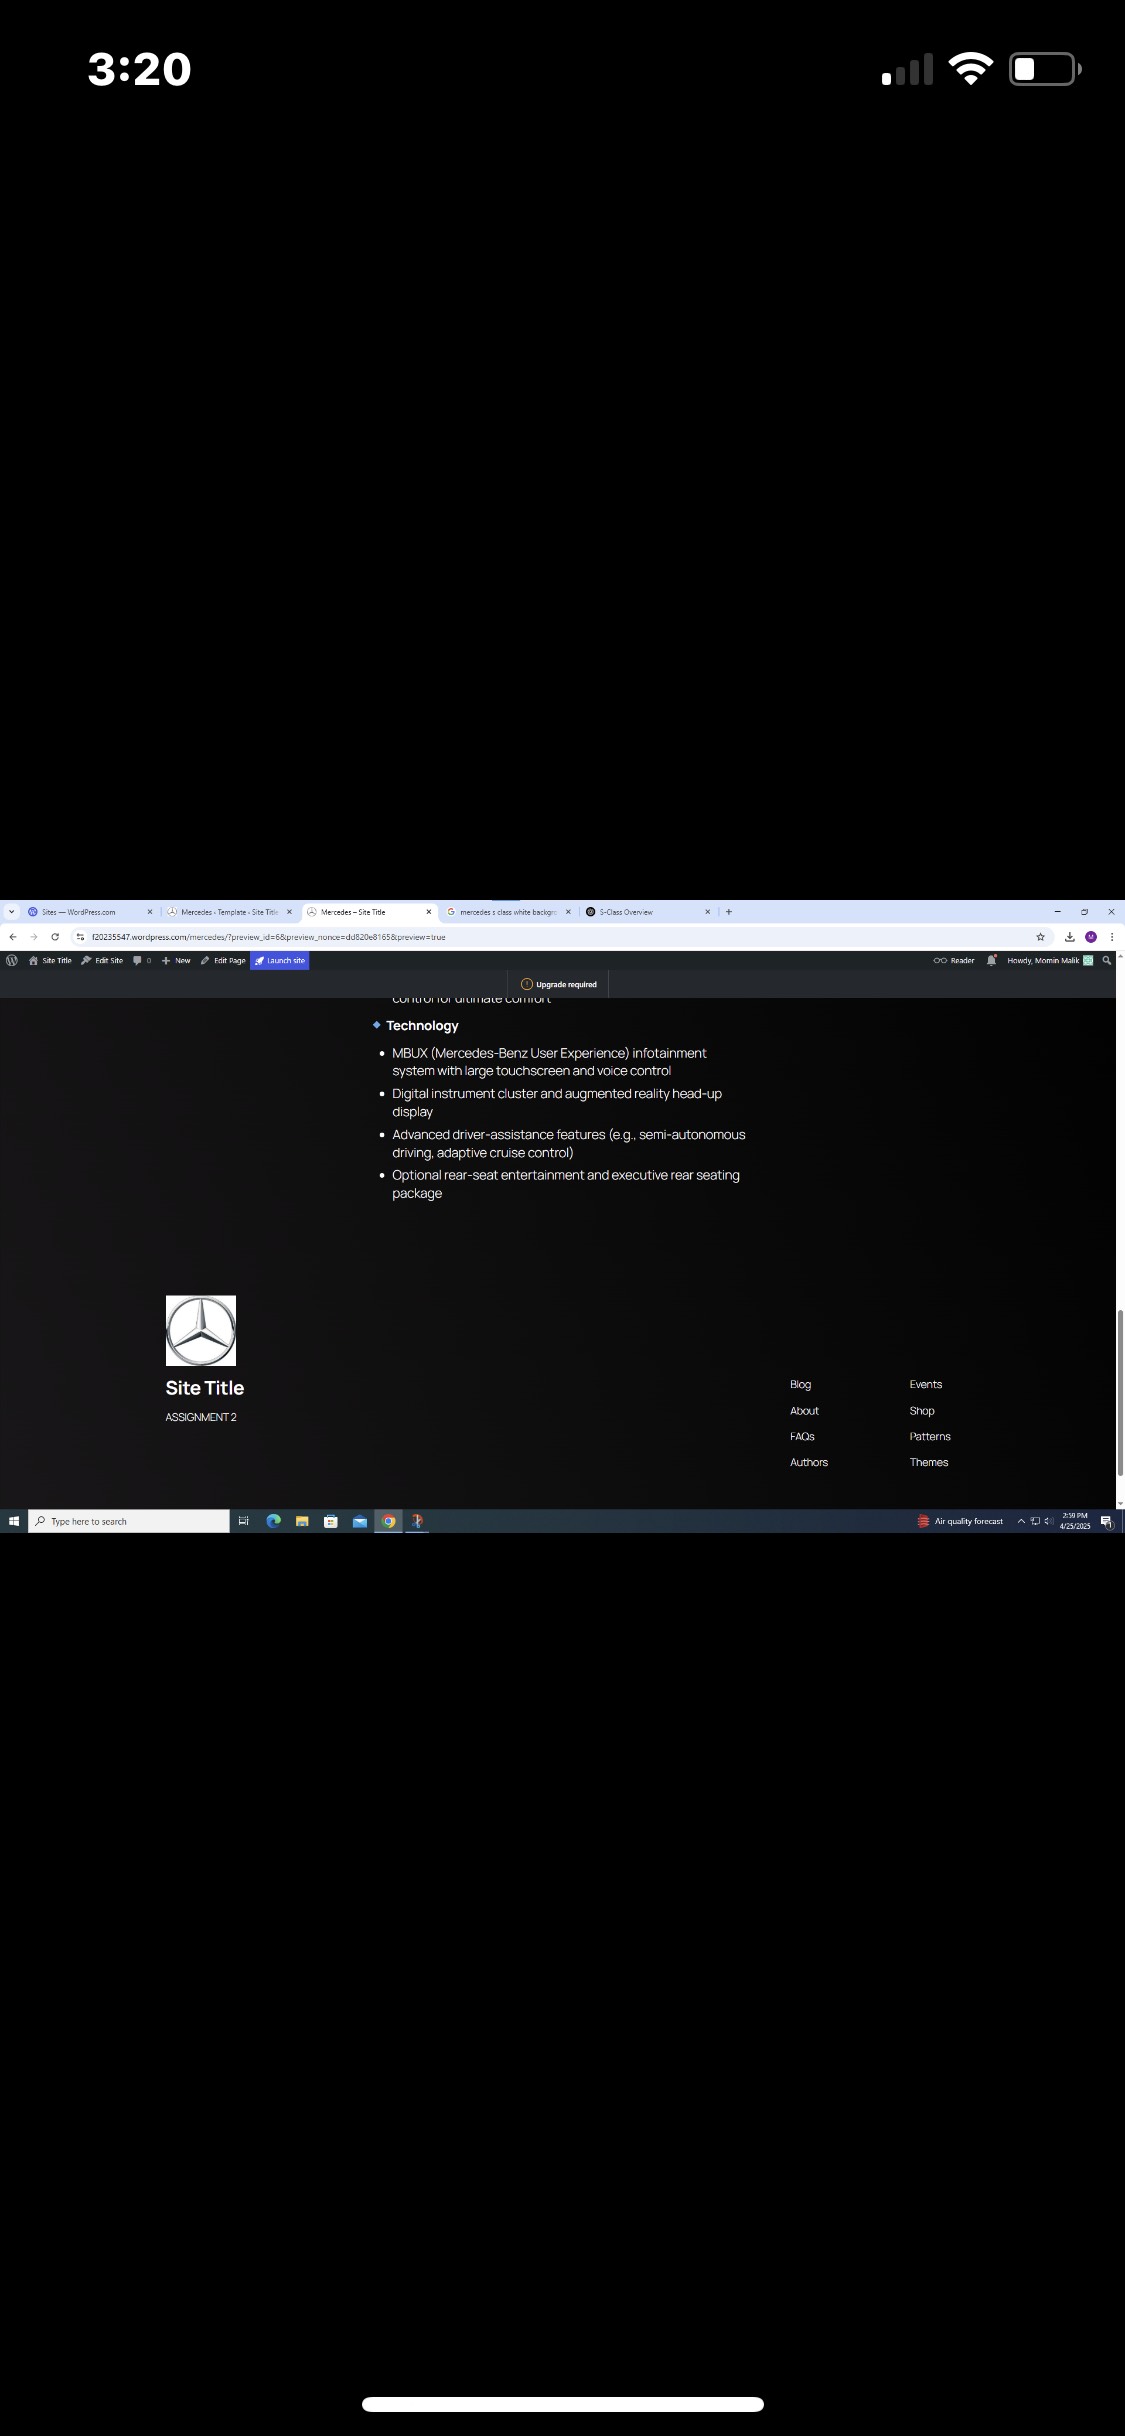 3:20
Sites — WordPress.com
Mercedes ‹ Template ‹ Site Title
Mercedes – Site Title
mercedes s class white backgro
S-Class Overview
f20235547.wordpress.com/mercedes/?preview_id=6&preview_nonce=dd820e8165&preview=true
M
Site Title Edit Site 0 New Edit Page Launch site Reader Howdy, Momin Malik
Upgrade required
control for ultimate comfort
Technology
MBUX (Mercedes-Benz User Experience) infotainment
system with large touchscreen and voice control
Digital instrument cluster and augmented reality head-up
display
Advanced driver-assistance features (e.g., semi-autonomous
driving, adaptive cruise control)
Optional rear-seat entertainment and executive rear seating
package
Site Title
ASSIGNMENT 2
Blog Events
About Shop
FAQs Patterns
Authors Themes
Type here to search
Air quality forecast
2:59 PM
4/25/2025
1